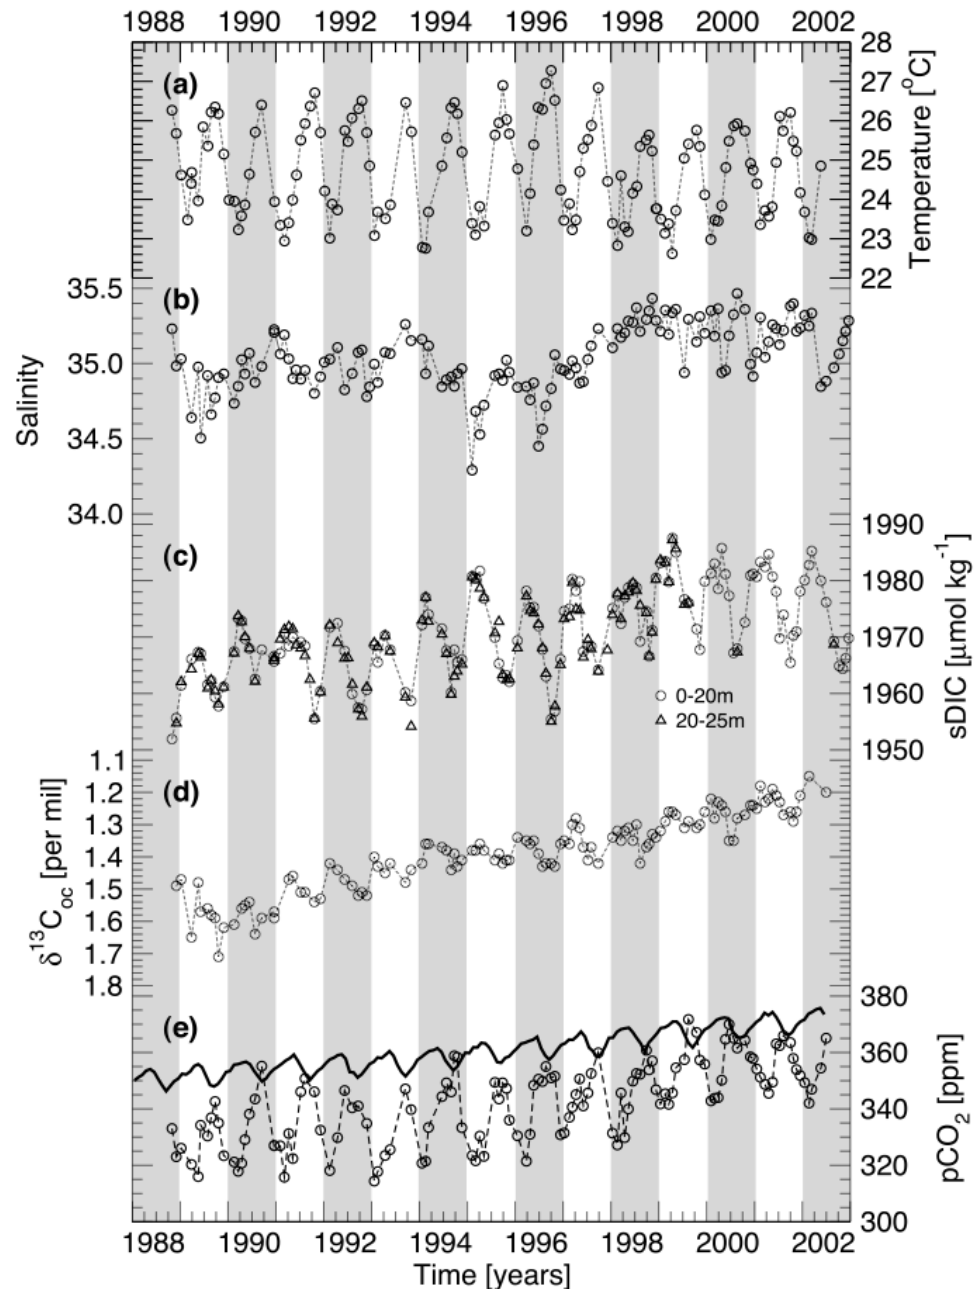 1988 1990 1992 1994 1996 1998 2000 2002
(a)
28
27
26
25
24
23
22
Temperature [°C]
(b)
35.5
35.0
34.5
34.0
Salinity
(c)
1990
1980
1970
1960
1950
sDIC [μmol kg⁻¹]
0-20m
20-25m
(d)
1.1
1.2
1.3
1.4
1.5
1.6
1.7
1.8
δ¹³C_oc [per mil]
(e)
380
360
340
320
300
pCO₂ [ppm]
1988 1990 1992 1994 1996 1998 2000 2002
Time [years]